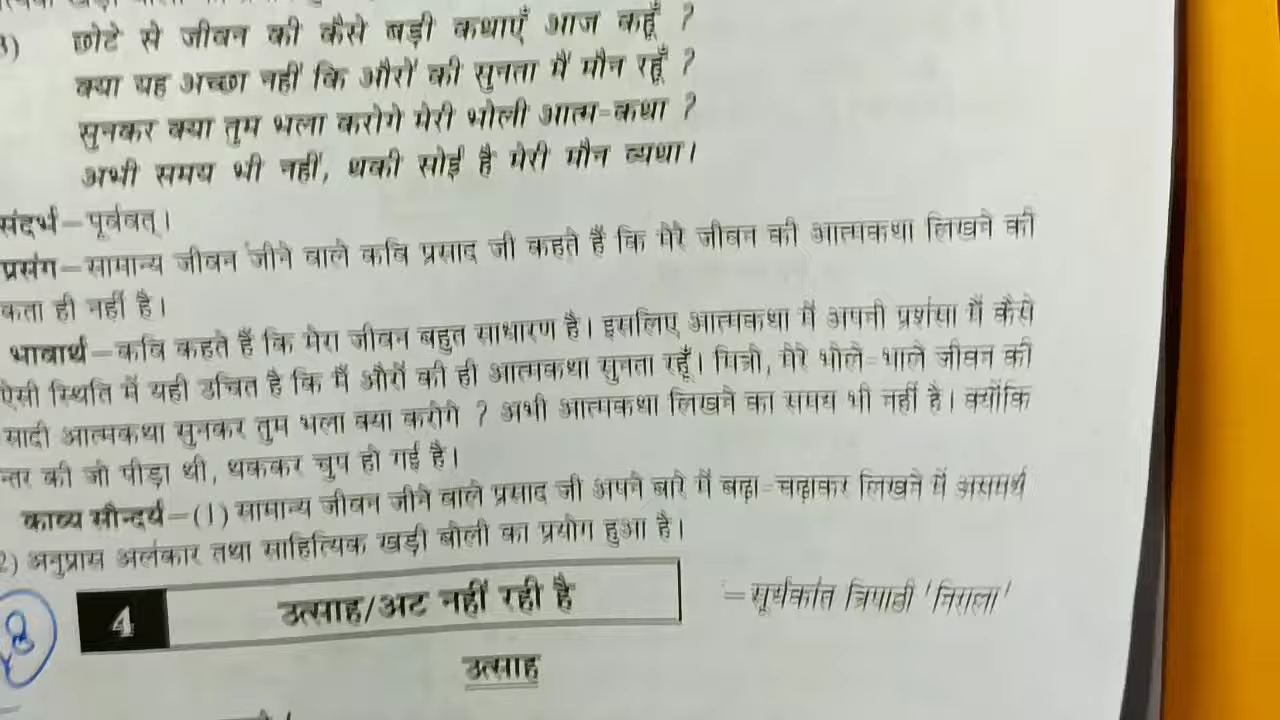 3) छोटे से जीवन की कैसे बड़ी कथाएँ आज कहूँ ?
क्या यह अच्छा नहीं कि औरों की सुनता मैं मौन रहूँ ?
सुनकर क्या तुम भला करोगे मेरी भोली आत्म-कथा ?
अभी समय भी नहीं, थकी सोई है मेरी मौन व्यथा।
संदर्भ—पूर्ववत्।
प्रसंग—सामान्य जीवन जीने वाले कवि प्रसाद जी कहते हैं कि मेरे जीवन की आत्मकथा लिखने की
कता ही नहीं है।
भावार्थ—कवि कहते हैं कि मेरा जीवन बहुत साधारण है। इसलिए आत्मकथा में अपनी प्रशंसा मैं कैसे
ऐसी स्थिति में यही उचित है कि मैं औरों की ही आत्मकथा सुनता रहूँ। मित्रो, मेरे भोले-भाले जीवन की
सादी आत्मकथा सुनकर तुम भला क्या करोगे ? अभी आत्मकथा लिखने का समय भी नहीं है। क्योंकि
न्तर की जो पीड़ा थी, थककर चुप हो गई है।
काव्य सौन्दर्य—(1) सामान्य जीवन जीने वाले प्रसाद जी अपने बारे में बढ़ा-चढ़ाकर लिखने में असमर्थ
2) अनुप्रास अलंकार तथा साहित्यिक खड़ी बोली का प्रयोग हुआ है।
4 उत्साह/अट नहीं रही है
—सूर्यकांत त्रिपाठी 'निराला'
8
उत्साह